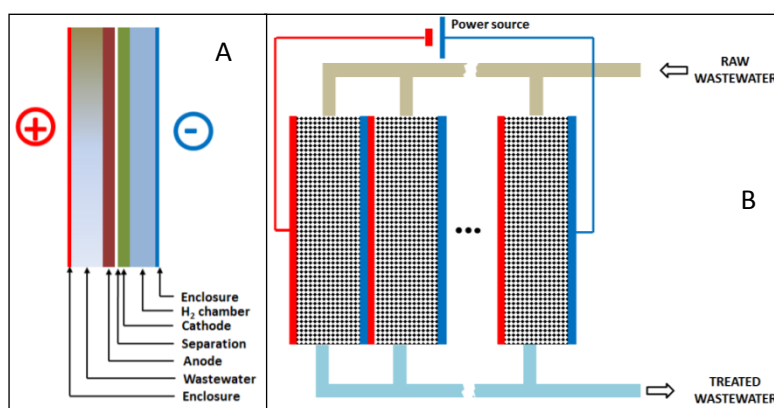 A
+
-
Enclosure
H₂ chamber
Cathode
Separation
Anode
Wastewater
Enclosure
Power source
RAW
WASTEWATER
B
...
TREATED
WASTEWATER